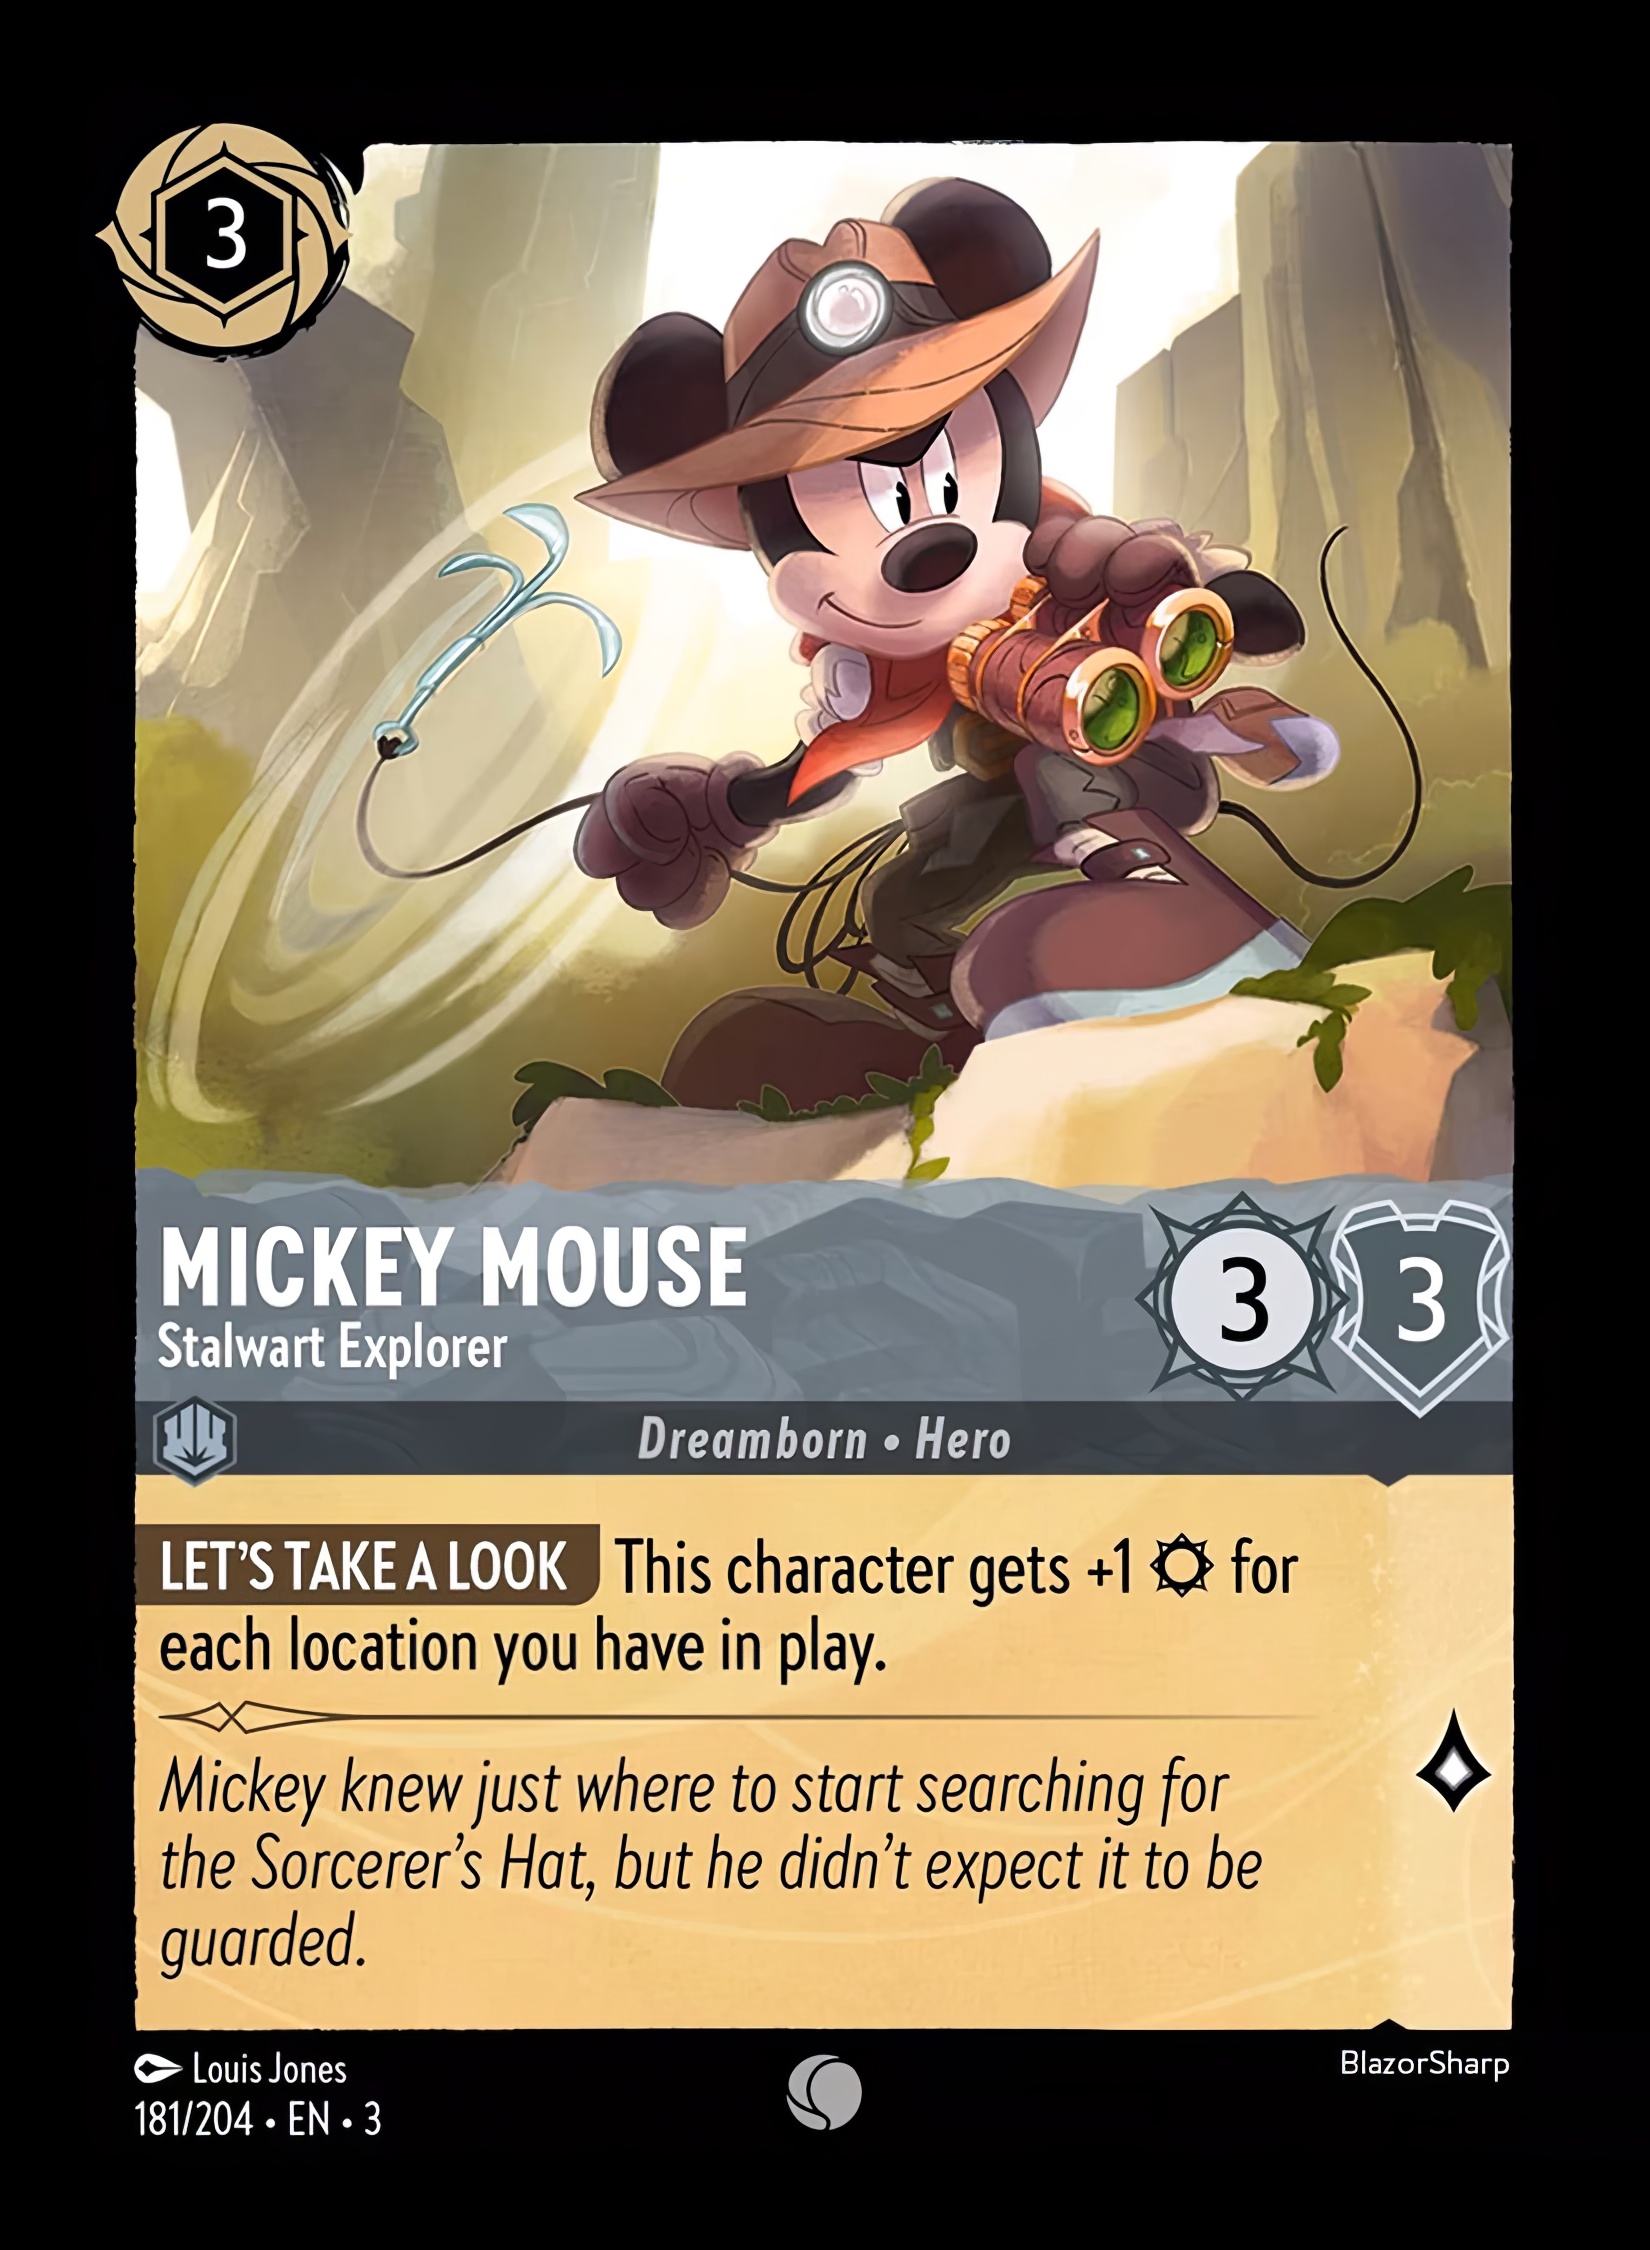 3
MICKEY MOUSE
Stalwart Explorer
3 3
Dreamborn • Hero
LET'S TAKE A LOOK This character gets +1 for
each location you have in play.
Mickey knew just where to start searching for
the Sorcerer's Hat, but he didn't expect it to be
guarded.
Louis Jones
BlazorSharp
181/204 • EN • 3